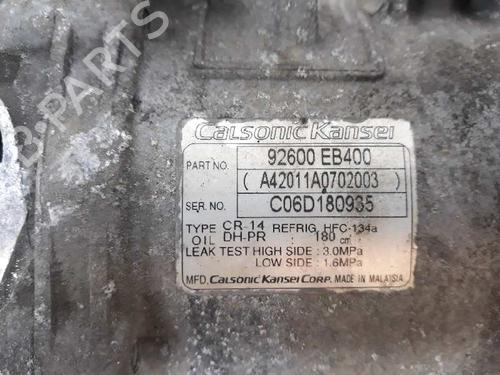 B-PARTS
Calsonic Kansei
PART NO. 92600 EB400
( A42011A0702003 )
SER NO. C06D180935
TYPE CR-14 REFRIG. HFC-134a
OIL DH-PR : 180 cm³
LEAK TEST HIGH SIDE : 3.0MPa
LOW SIDE : 1.6MPa
MFD. CALSONIC KANSEI CORP. MADE IN MALAYSIA